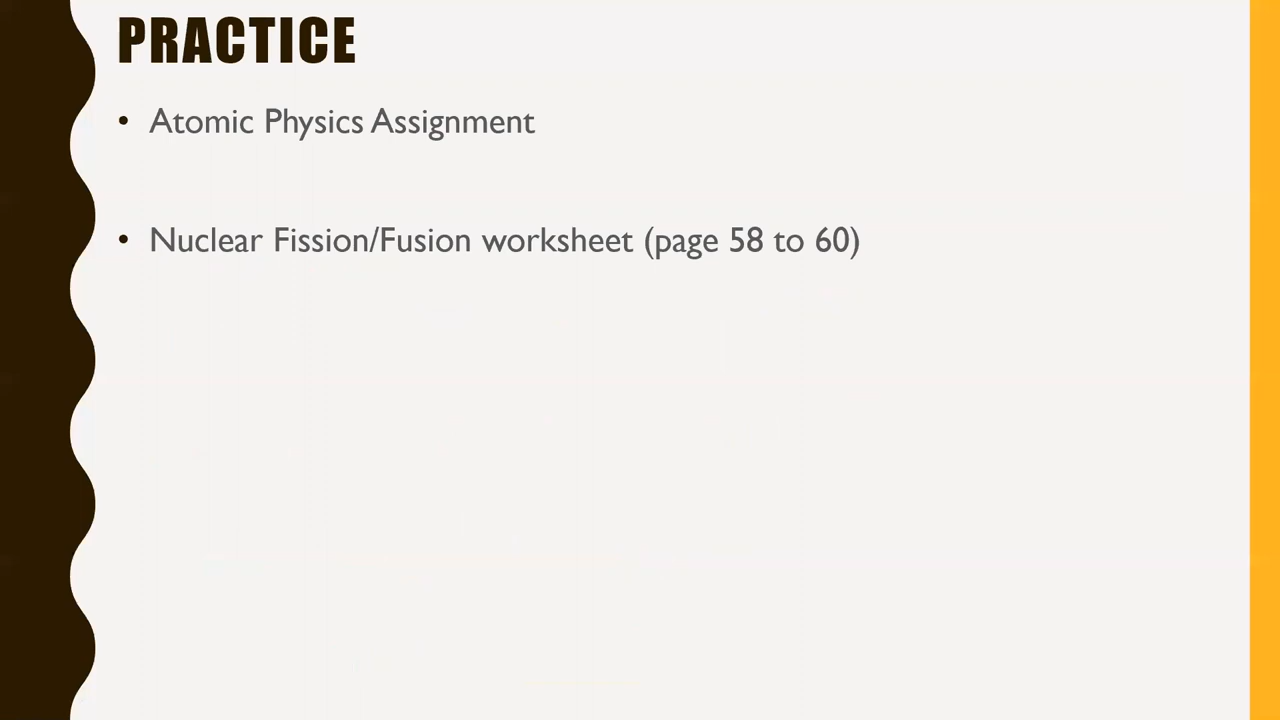 PRACTICE
• Atomic Physics Assignment
• Nuclear Fission/Fusion worksheet (page 58 to 60)